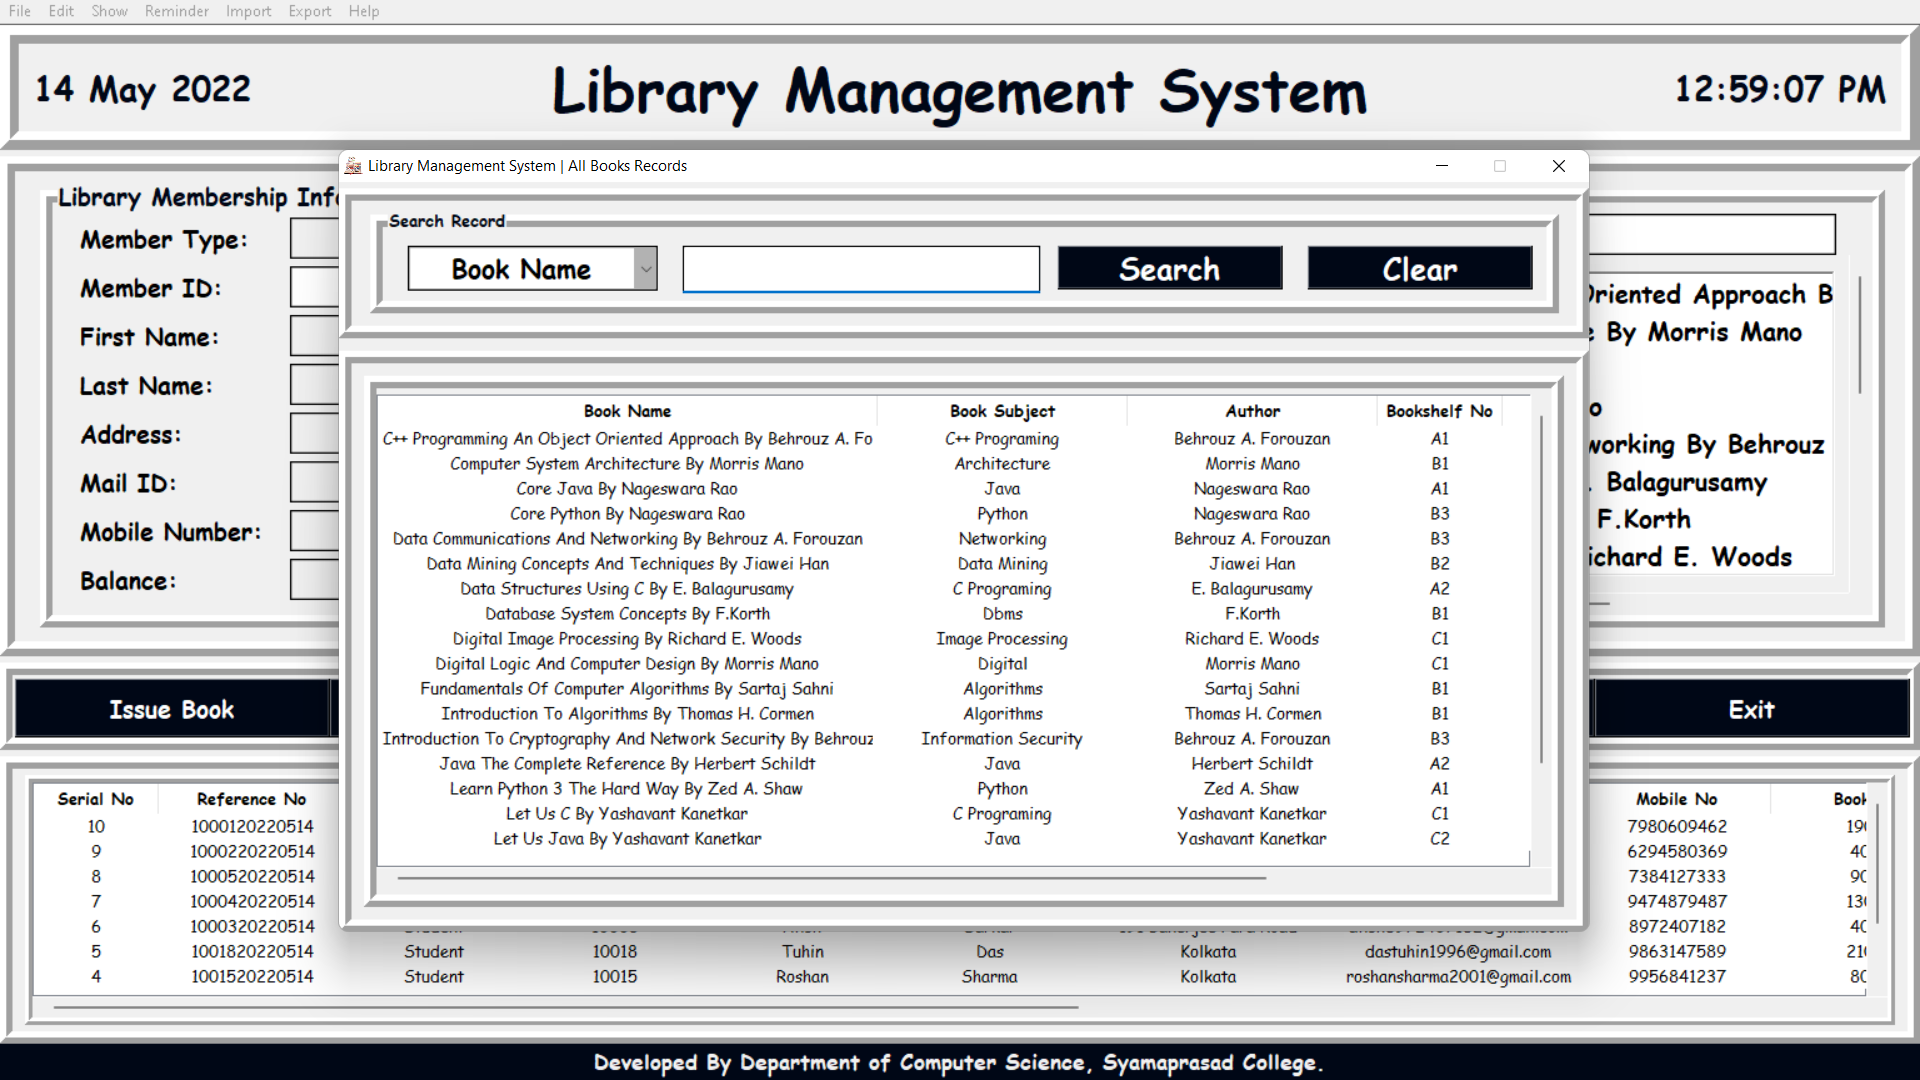 File Edit Show Reminder Import Export Help
14 May 2022 Library Management System 12:59:07 PM
Library Management System | All Books Records
Library Membership
Member Type:
Member ID:
First Name:
Last Name:
Address:
Mail ID:
Mobile Number:
Balance:
Search Record
Book Name Search Clear
Book Name Book Subject Author Bookshelf No
C++ Programming An Object Oriented Approach By Behrouz A. Fo C++ Programing Behrouz A. Forouzan A1
Computer System Architecture By Morris Mano Architecture Morris Mano B1
Core Java By Nageswara Rao Java Nageswara Rao A1
Core Python By Nageswara Rao Python Nageswara Rao B3
Data Communications And Networking By Behrouz A. Forouzan Networking Behrouz A. Forouzan B3
Data Mining Concepts And Techniques By Jiawei Han Data Mining Jiawei Han B2
Data Structures Using C By E. Balagurusamy C Programing E. Balagurusamy A2
Database System Concepts By F.Korth Dbms F.Korth B1
Digital Image Processing By Richard E. Woods Image Processing Richard E. Woods C1
Digital Logic And Computer Design By Morris Mano Digital Morris Mano C1
Fundamentals Of Computer Algorithms By Sartaj Sahni Algorithms Sartaj Sahni B1
Introduction To Algorithms By Thomas H. Cormen Algorithms Thomas H. Cormen B1
Introduction To Cryptography And Network Security By Behrouz Information Security Behrouz A. Forouzan B3
Java The Complete Reference By Herbert Schildt Java Herbert Schildt A2
Learn Python 3 The Hard Way By Zed A. Shaw Python Zed A. Shaw A1
Let Us C By Yashavant Kanetkar C Programing Yashavant Kanetkar C1
Let Us Java By Yashavant Kanetkar Java Yashavant Kanetkar C2
Oriented Approach B
By Morris Mano
working By Behrouz
Balagurusamy
F.Korth
ichard E. Woods
Issue Book Exit
Serial No Reference No Mobile No Book
10 1000120220514 7980609462 190
9 1000220220514 6294580369 40
8 1000520220514 7384127333 90
7 1000420220514 9474879487 130
6 1000320220514 8972407182 40
5 1001820220514 Student 10018 Tuhin Das Kolkata dastuhin1996@gmail.com 9863147589 210
4 1001520220514 Student 10015 Roshan Sharma Kolkata roshansharma2001@gmail.com 9956841237 80
Developed By Department of Computer Science, Syamaprasad College.